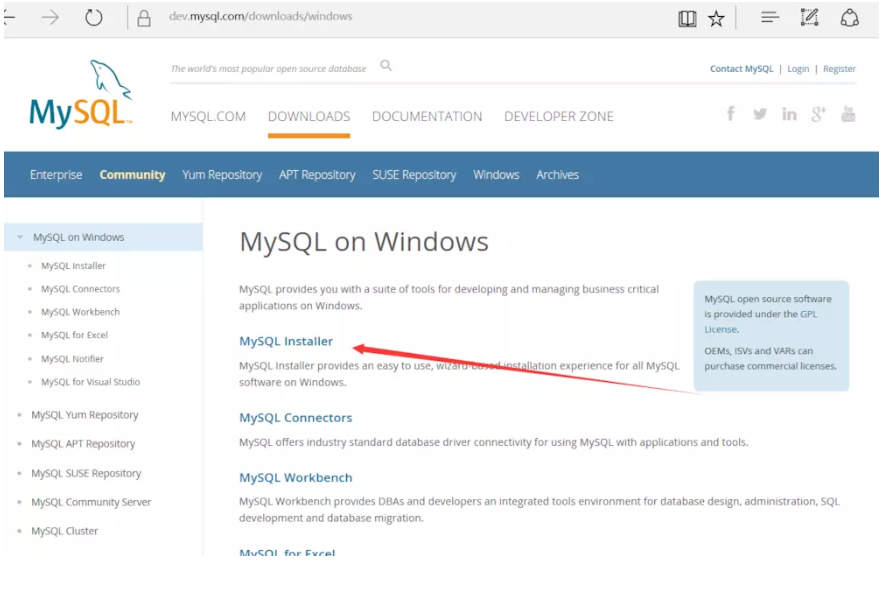 dev.mysql.com/downloads/windows
The world's most popular open source database
Contact MySQL | Login | Register
MySQL™
MYSQL.COM DOWNLOADS DOCUMENTATION DEVELOPER ZONE
Enterprise Community Yum Repository APT Repository SUSE Repository Windows Archives
MySQL on Windows
MySQL Installer
MySQL Connectors
MySQL Workbench
MySQL for Excel
MySQL Notifier
MySQL for Visual Studio
MySQL Yum Repository
MySQL APT Repository
MySQL SUSE Repository
MySQL Community Server
MySQL Cluster
MySQL on Windows
MySQL provides you with a suite of tools for developing and managing business critical
applications on Windows.
MySQL Installer
MySQL Installer provides an easy to use, wizard-based installation experience for all MySQL
software on Windows.
MySQL Connectors
MySQL offers industry standard database driver connectivity for using MySQL with applications and tools.
MySQL Workbench
MySQL Workbench provides DBAs and developers an integrated tools environment for database design, administration, SQL
development and database migration.
MySQL for Excel
MySQL open source software
is provided under the GPL
License.
OEMs, ISVs and VARs can
purchase commercial licenses.